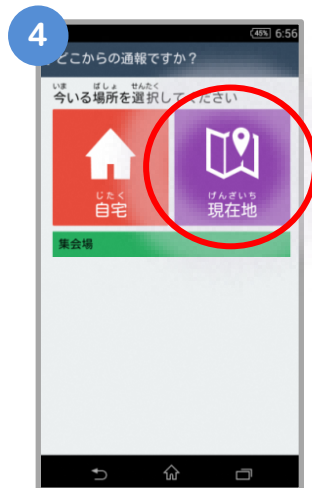 4
45% 6:56
どこからの通報ですか？
いま ばしょ せんたく
今いる場所を選択してください
じたく
自宅
げんざいち
現在地
集会場